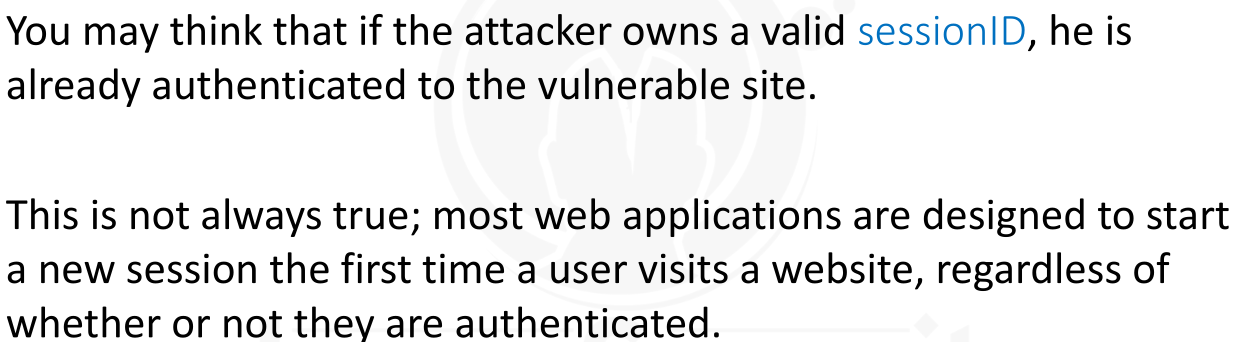 You may think that if the attacker owns a valid sessionID, he is
already authenticated to the vulnerable site.
This is not always true; most web applications are designed to start
a new session the first time a user visits a website, regardless of
whether or not they are authenticated.